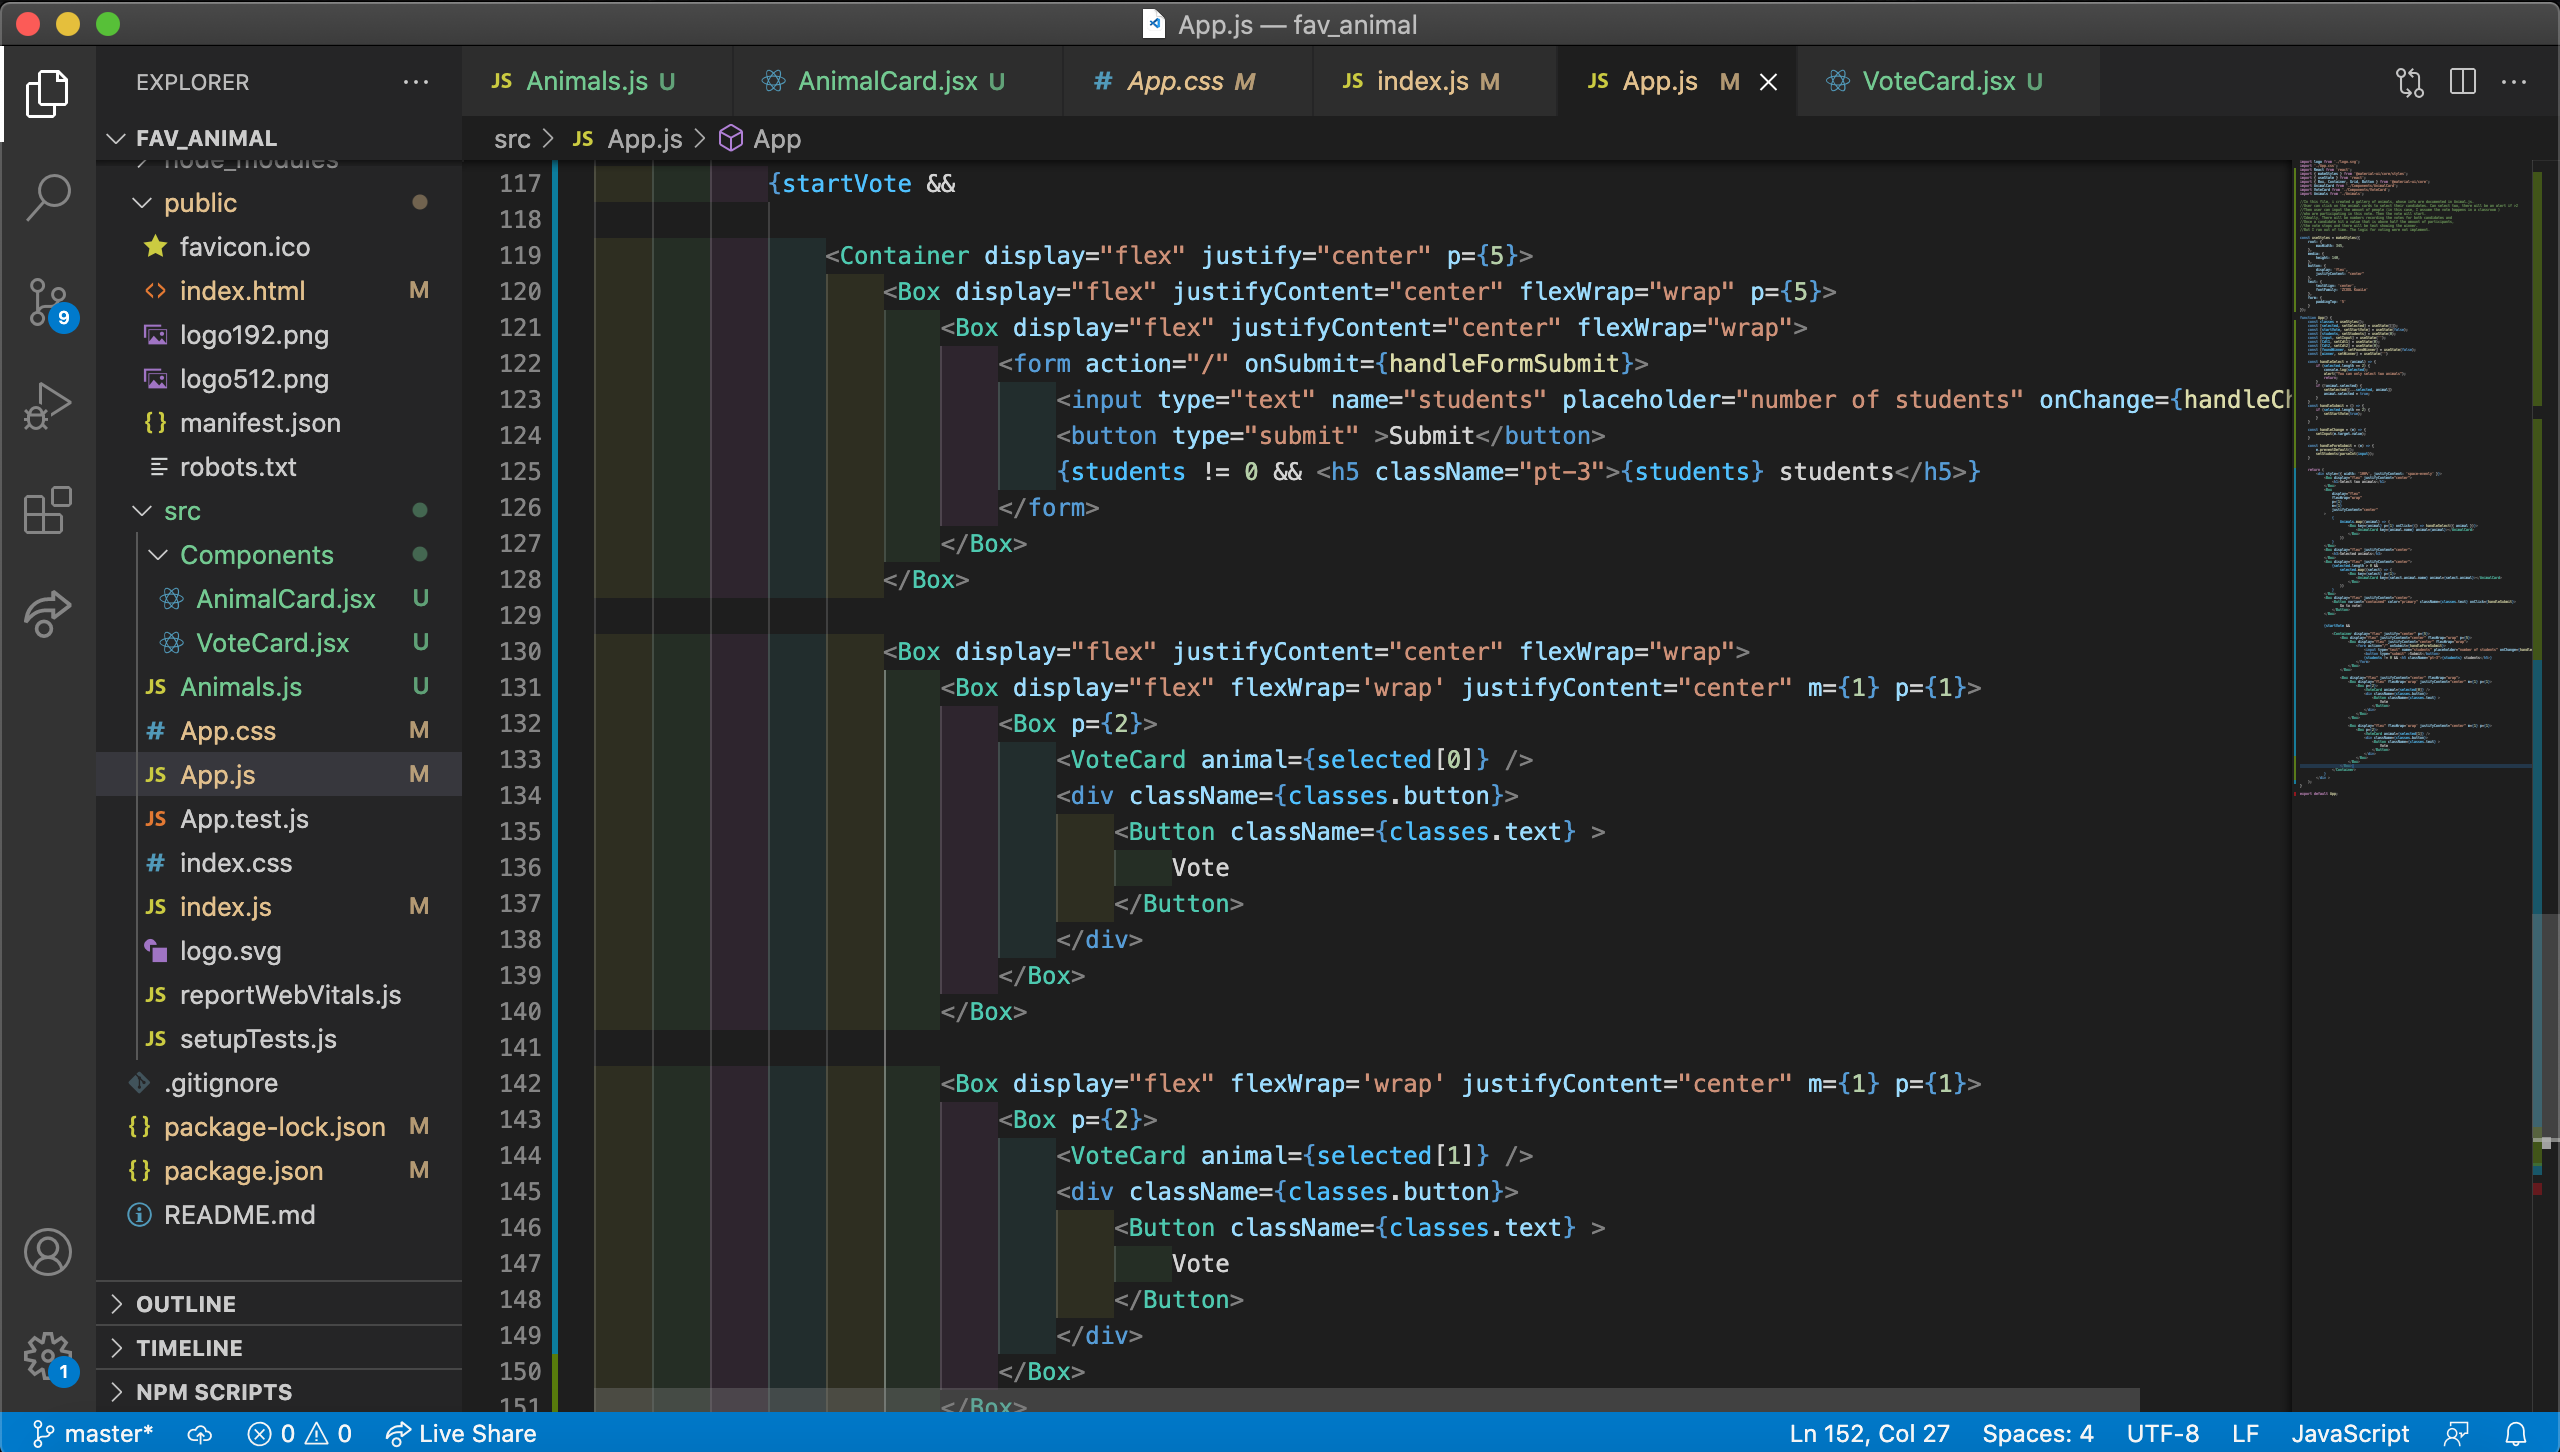 App.js — fav_animal
EXPLORER
FAV_ANIMAL
node_modules
public
favicon.ico
index.html M
logo192.png
logo512.png
manifest.json
robots.txt
src
Components
AnimalCard.jsx U
VoteCard.jsx U
Animals.js U
App.css M
App.js M
App.test.js
index.css
index.js M
logo.svg
reportWebVitals.js
setupTests.js
.gitignore
package-lock.json M
package.json M
README.md
OUTLINE
TIMELINE
NPM SCRIPTS
9
1
JS Animals.js U AnimalCard.jsx U # App.css M JS index.js M JS App.js M VoteCard.jsx U
src > JS App.js > App
117 {startVote &&
118
119 <Container display="flex" justify="center" p={5}>
120 <Box display="flex" justifyContent="center" flexWrap="wrap" p={5}>
121 <Box display="flex" justifyContent="center" flexWrap="wrap">
122 <form action="/" onSubmit={handleFormSubmit}>
123 <input type="text" name="students" placeholder="number of students" onChange={handleCh
124 <button type="submit" >Submit</button>
125 {students != 0 && <h5 className="pt-3">{students} students</h5>}
126 </form>
127 </Box>
128 </Box>
129
130 <Box display="flex" justifyContent="center" flexWrap="wrap">
131 <Box display="flex" flexWrap='wrap' justifyContent="center" m={1} p={1}>
132 <Box p={2}>
133 <VoteCard animal={selected[0]} />
134 <div className={classes.button}>
135 <Button className={classes.text} >
136 Vote
137 </Button>
138 </div>
139 </Box>
140 </Box>
141
142 <Box display="flex" flexWrap='wrap' justifyContent="center" m={1} p={1}>
143 <Box p={2}>
144 <VoteCard animal={selected[1]} />
145 <div className={classes.button}>
146 <Button className={classes.text} >
147 Vote
148 </Button>
149 </div>
150 </Box>
151 </Box>
master* 0 0 Live Share Ln 152, Col 27 Spaces: 4 UTF-8 LF JavaScript